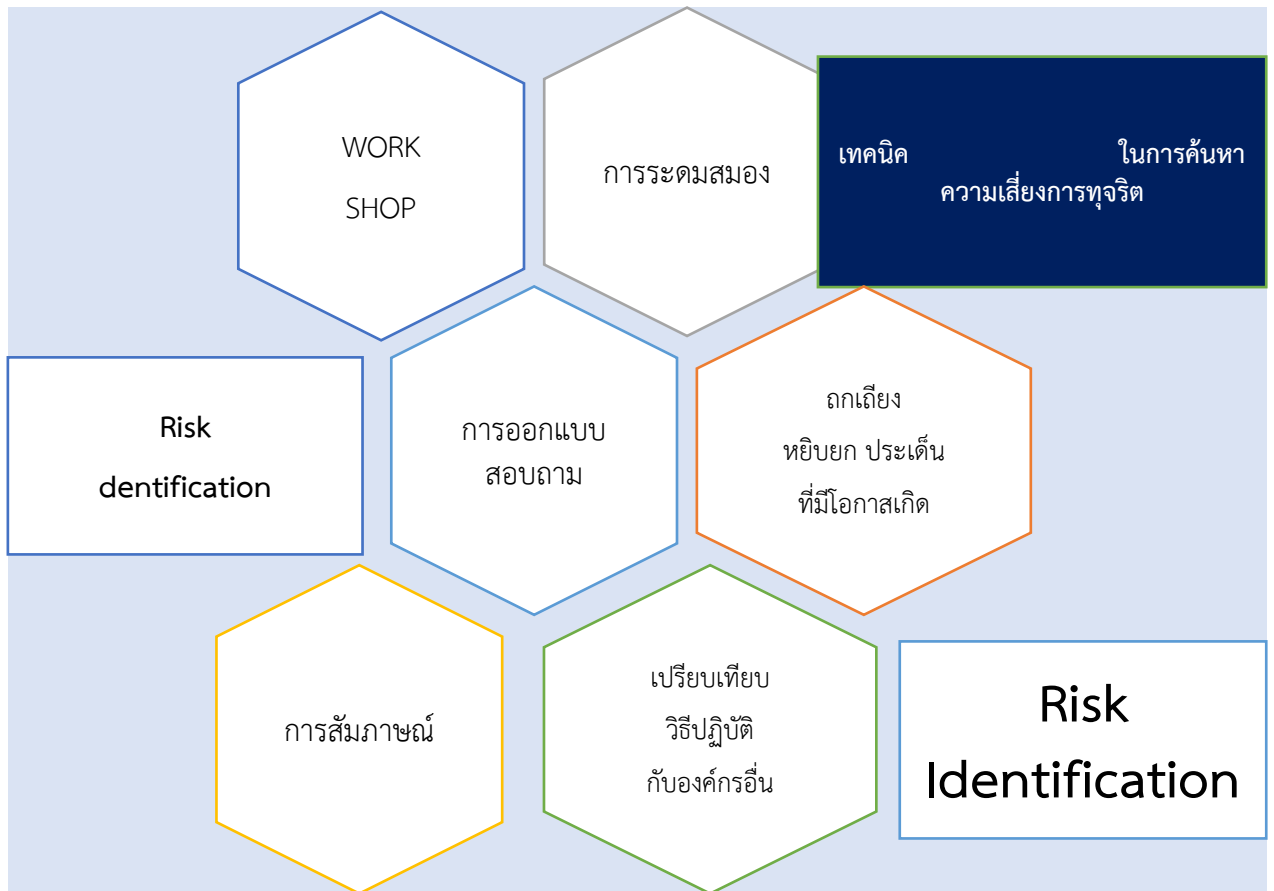 WORK
SHOP
การระดมสมอง
เทคนิค ในการค้นหา
ความเสี่ยงการทุจริต
Risk
dentification
การออกแบบ
สอบถาม
ถกเถียง
หยิบยก ประเด็น
ที่มีโอกาสเกิด
การสัมภาษณ์
เปรียบเทียบ
วิธีปฏิบัติ
กับองค์กรอื่น
Risk
Identification